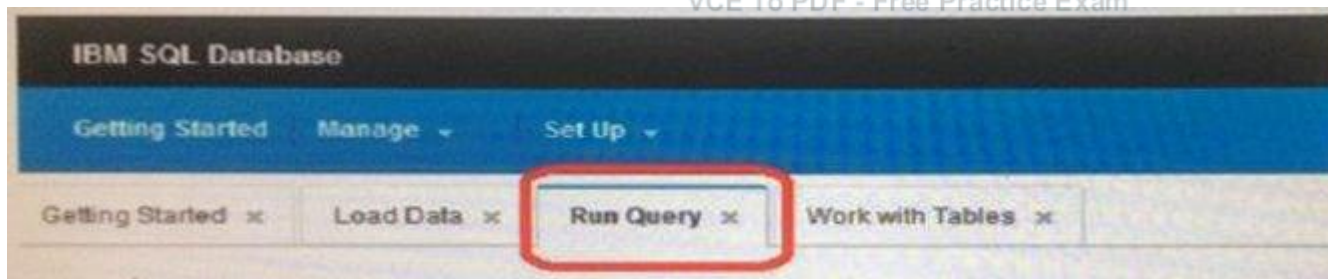 VCE To PDF - Free Practice Exam
IBM SQL Database
Getting Started Manage Set Up
Getting Started × Load Data × Run Query × Work with Tables ×